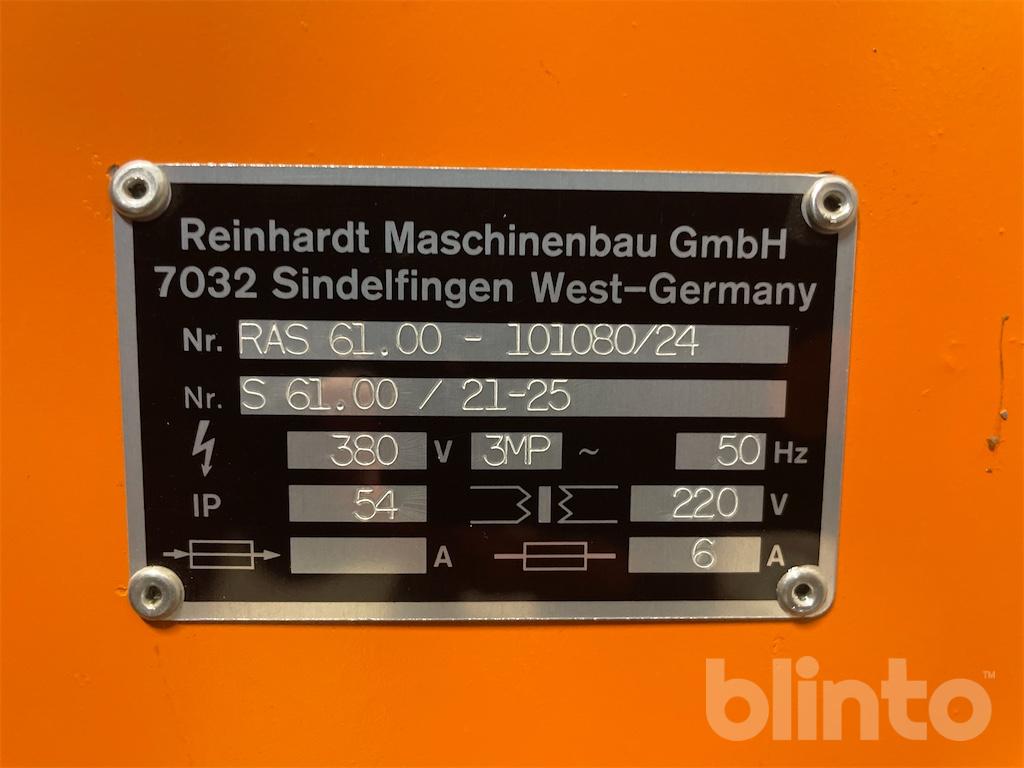 Reinhardt Maschinenbau GmbH
7032 Sindelfingen West-Germany
Nr. RAS 61.00 - 101080/24
Nr. S 61.00 / 21-25
380 V 3MP ~ 50 Hz
IP 54 220 V
A 6 A
blinto™